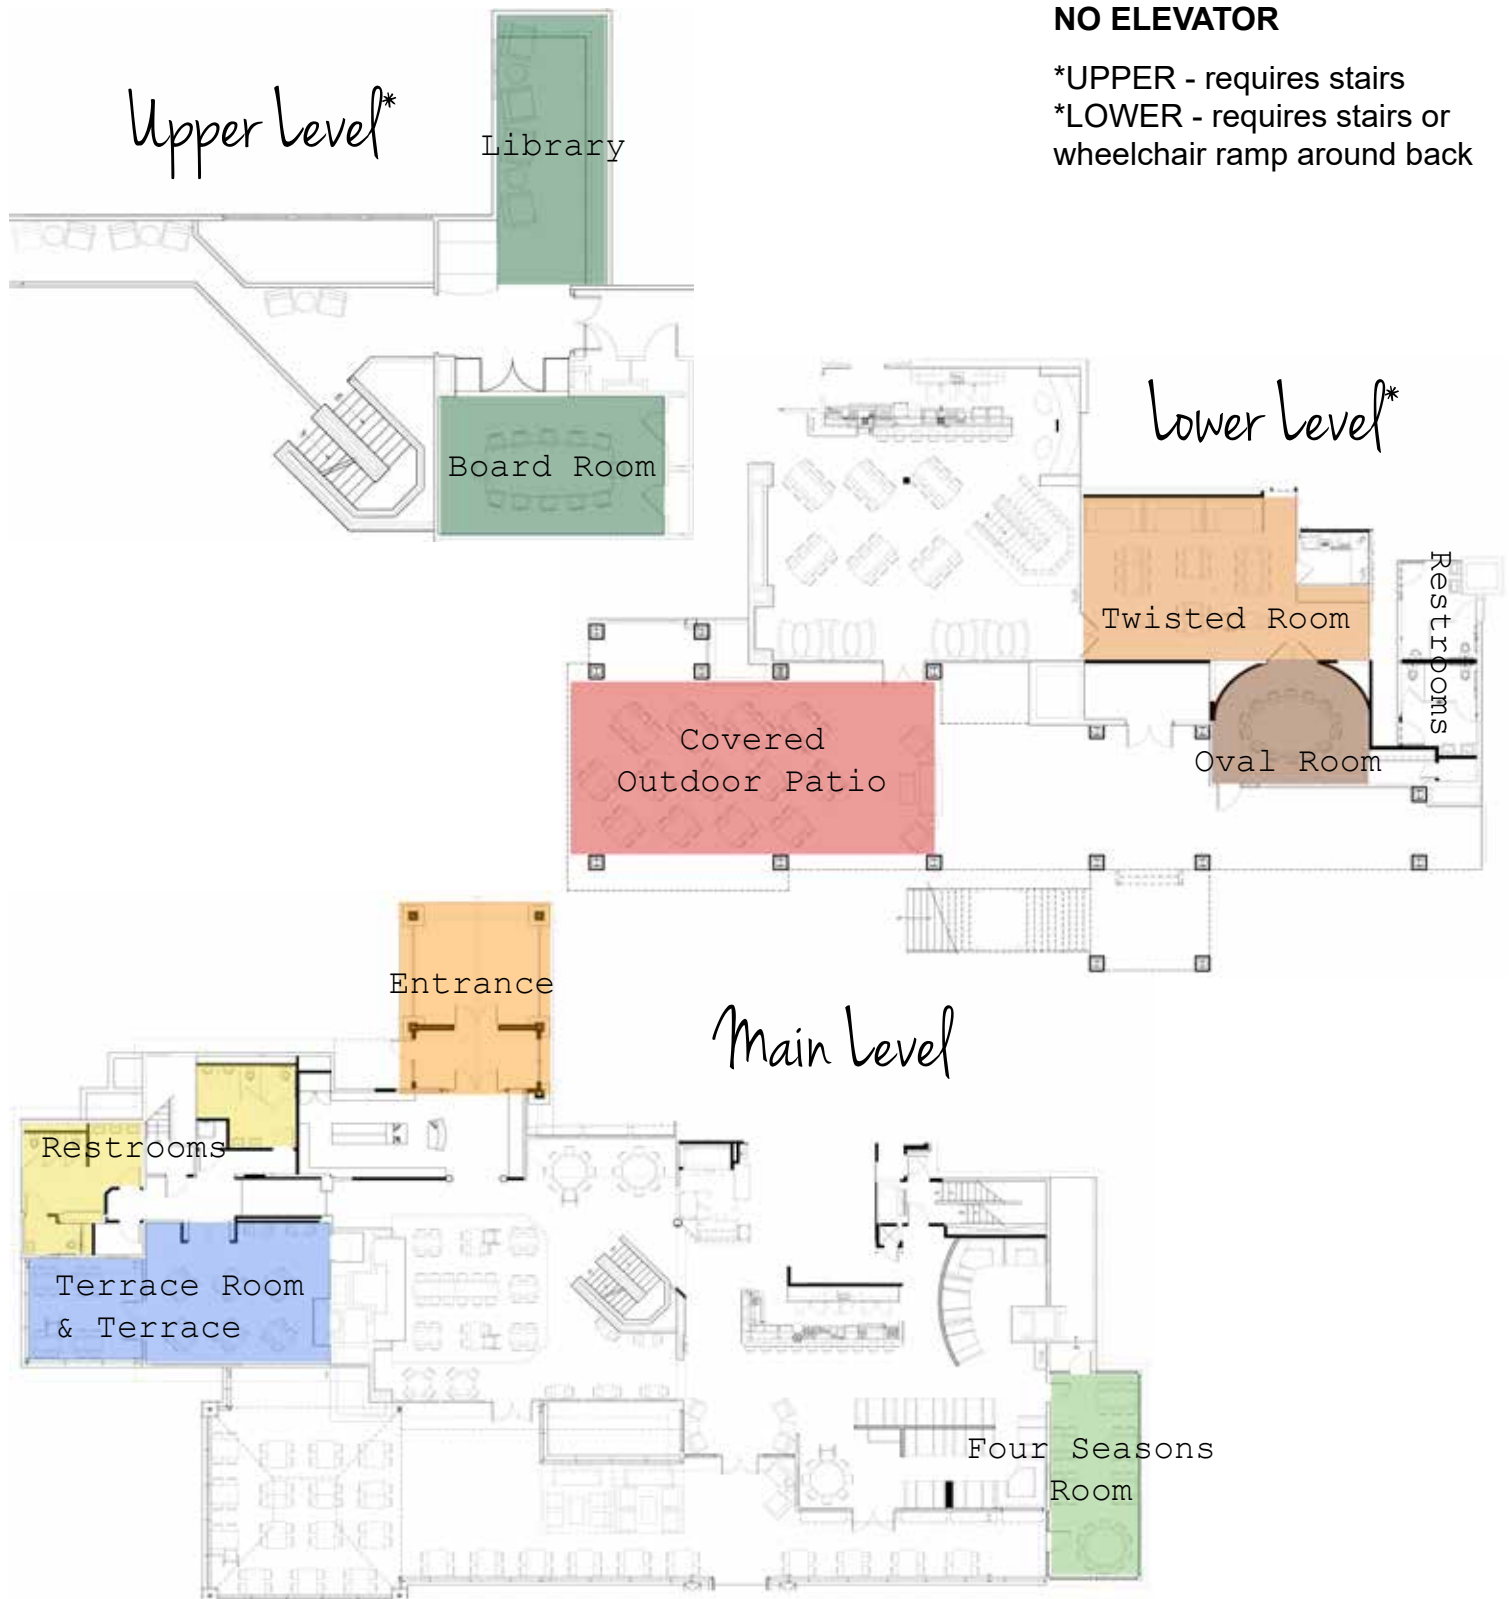 NO ELEVATOR
*UPPER - requires stairs
*LOWER - requires stairs or
wheelchair ramp around back
Upper Level*
Library
Board Room
Lower Level*
Twisted Room
Restrooms
Covered
Outdoor Patio
Oval Room
Entrance
Main Level
Restrooms
Terrace Room
& Terrace
Four Seasons
Room